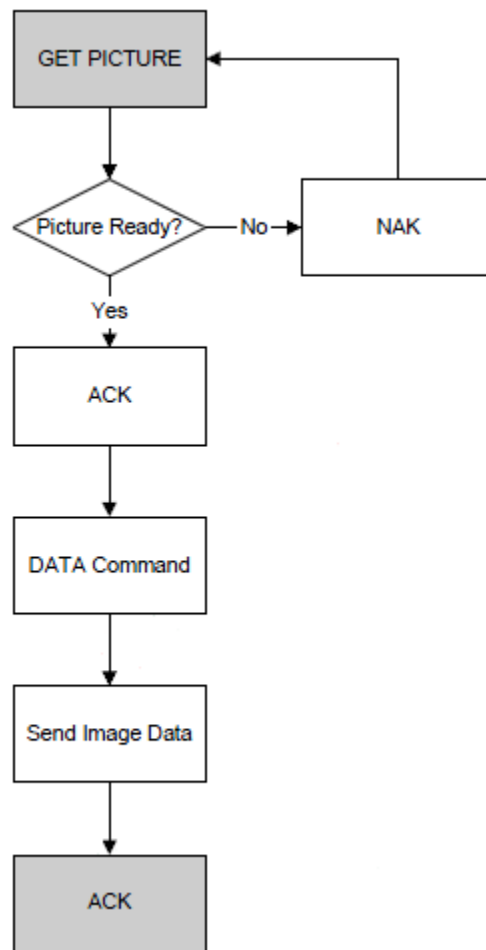 GET PICTURE
Picture Ready?
No
NAK
Yes
ACK
DATA Command
Send Image Data
ACK